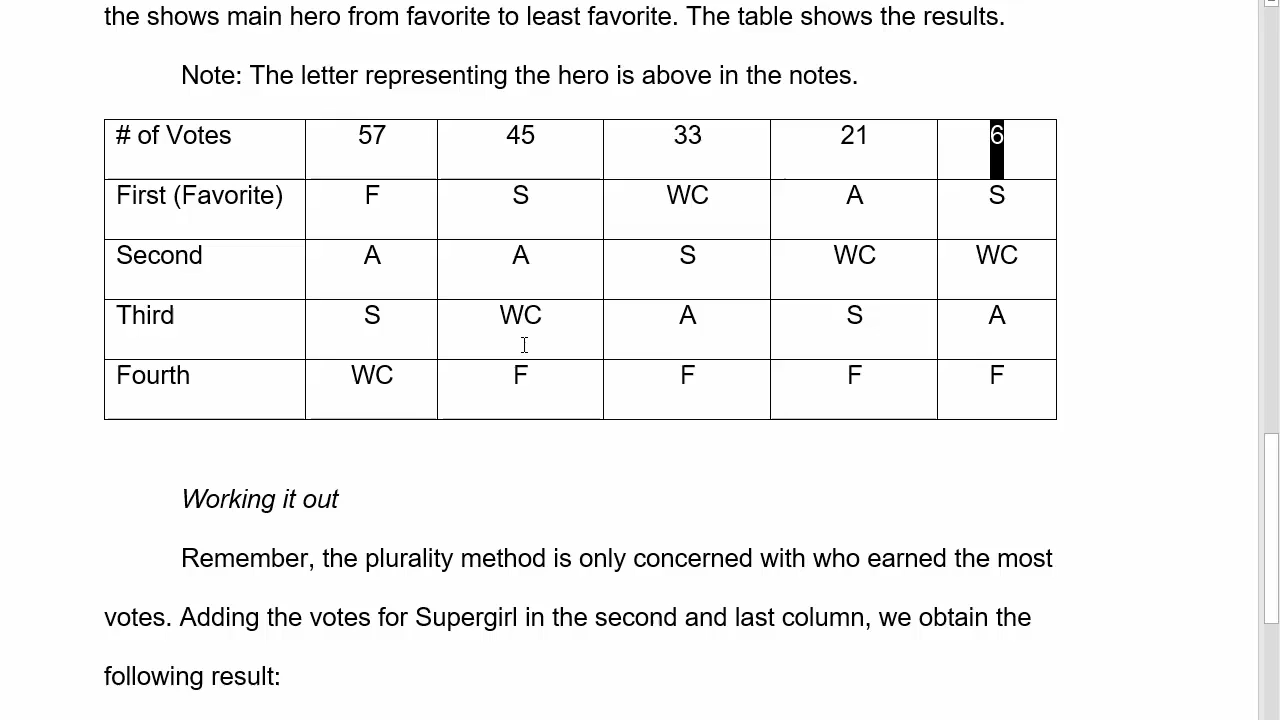 the shows main hero from favorite to least favorite. The table shows the results.
Note: The letter representing the hero is above in the notes.
# of Votes 57 45 33 21 6
First (Favorite) F S WC A S
Second A A S WC WC
Third S WC A S A
Fourth WC F F F F
Working it out
Remember, the plurality method is only concerned with who earned the most
votes. Adding the votes for Supergirl in the second and last column, we obtain the
following result: